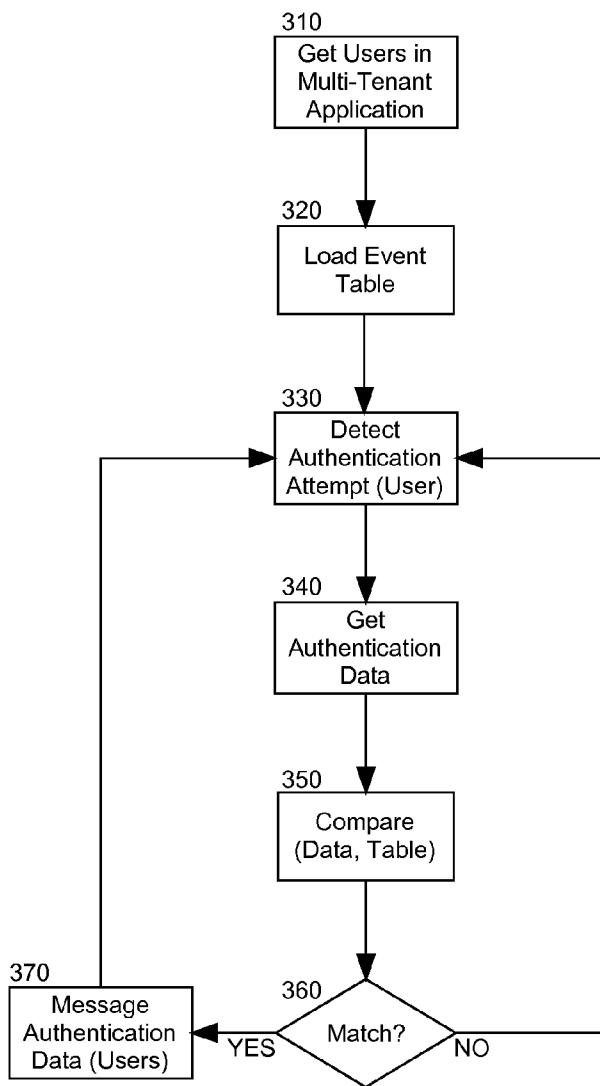 310
Get Users in
Multi-Tenant
Application
320
Load Event
Table
330
Detect
Authentication
Attempt (User)
340
Get
Authentication
Data
350
Compare
(Data, Table)
360
Match?
YES
NO
370
Message
Authentication
Data (Users)